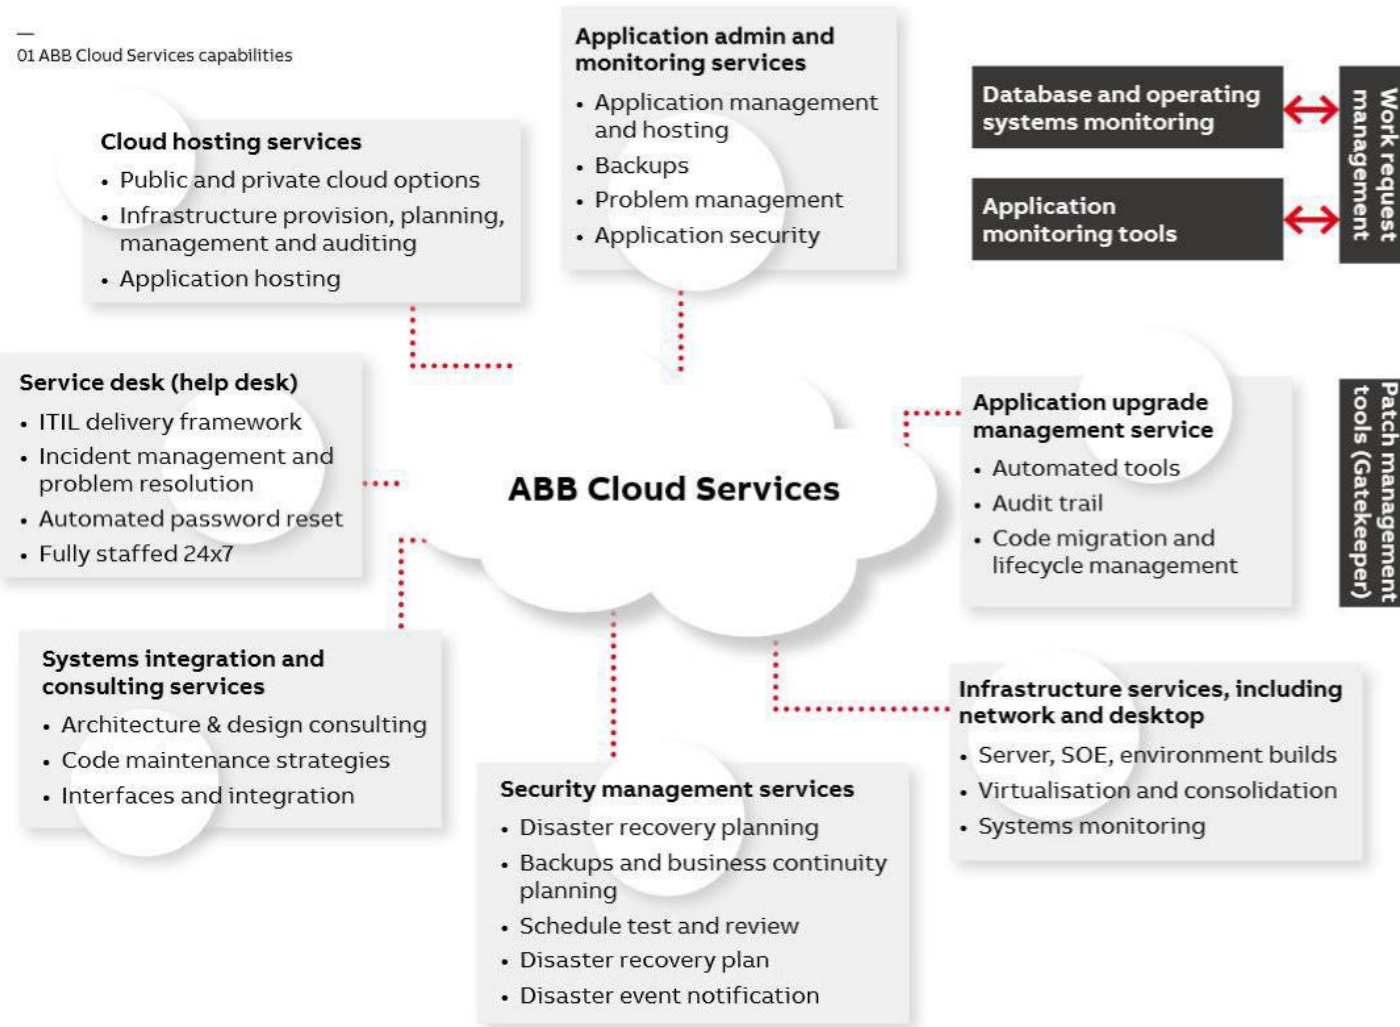 —
01 ABB Cloud Services capabilities
Cloud hosting services
• Public and private cloud options
• Infrastructure provision, planning,
management and auditing
• Application hosting
Application admin and
monitoring services
• Application management
and hosting
• Backups
• Problem management
• Application security
Database and operating
systems monitoring
Application
monitoring tools
Work request
management
Service desk (help desk)
• ITIL delivery framework
• Incident management and
problem resolution
• Automated password reset
• Fully staffed 24x7
ABB Cloud Services
Application upgrade
management service
• Automated tools
• Audit trail
• Code migration and
lifecycle management
Patch management
tools (Gatekeeper)
Systems integration and
consulting services
• Architecture & design consulting
• Code maintenance strategies
• Interfaces and integration
Security management services
• Disaster recovery planning
• Backups and business continuity
planning
• Schedule test and review
• Disaster recovery plan
• Disaster event notification
Infrastructure services, including
network and desktop
• Server, SOE, environment builds
• Virtualisation and consolidation
• Systems monitoring